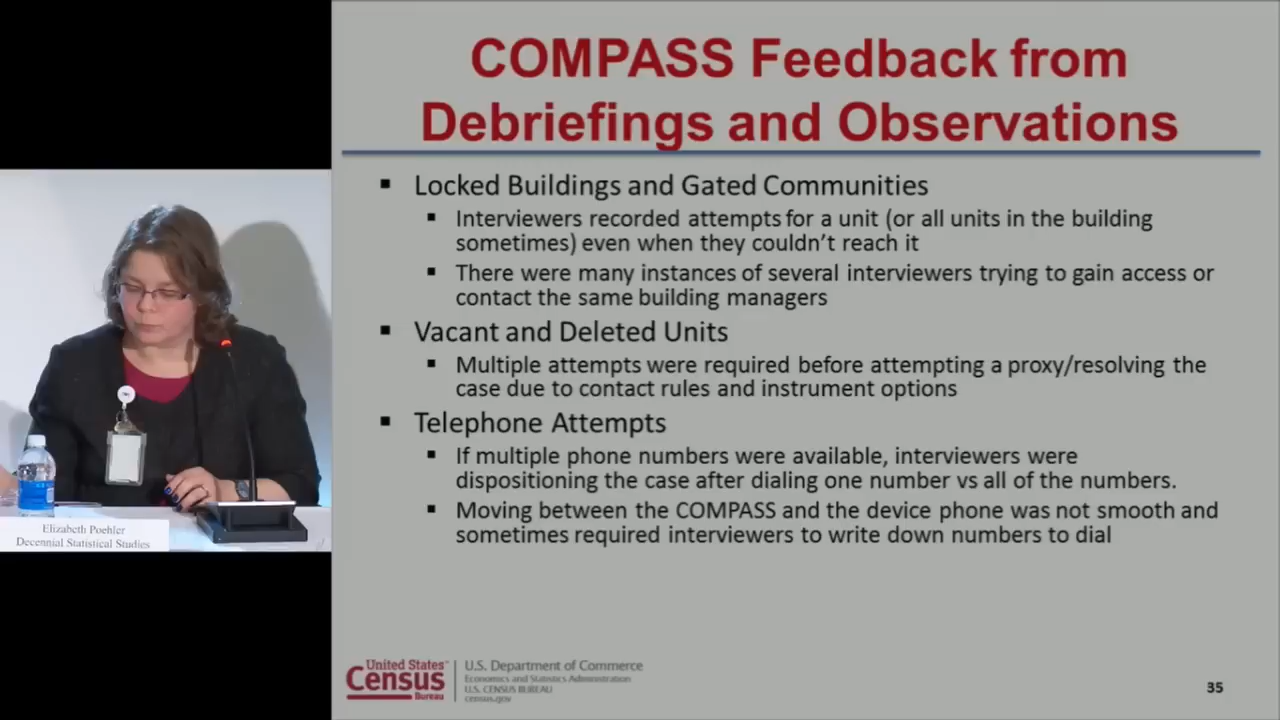 COMPASS Feedback from
Debriefings and Observations
Locked Buildings and Gated Communities
Interviewers recorded attempts for a unit (or all units in the building
sometimes) even when they couldn't reach it
There were many instances of several interviewers trying to gain access or
contact the same building managers
Vacant and Deleted Units
Multiple attempts were required before attempting a proxy/resolving the
case due to contact rules and instrument options
Telephone Attempts
If multiple phone numbers were available, interviewers were
dispositioning the case after dialing one number vs all of the numbers.
Moving between the COMPASS and the device phone was not smooth and
sometimes required interviewers to write down numbers to dial
Elizabeth Poehler
Decennial Statistical Studies
United States
Census
Bureau
U.S. Department of Commerce
Economics and Statistics Administration
U.S. CENSUS BUREAU
census.gov
35